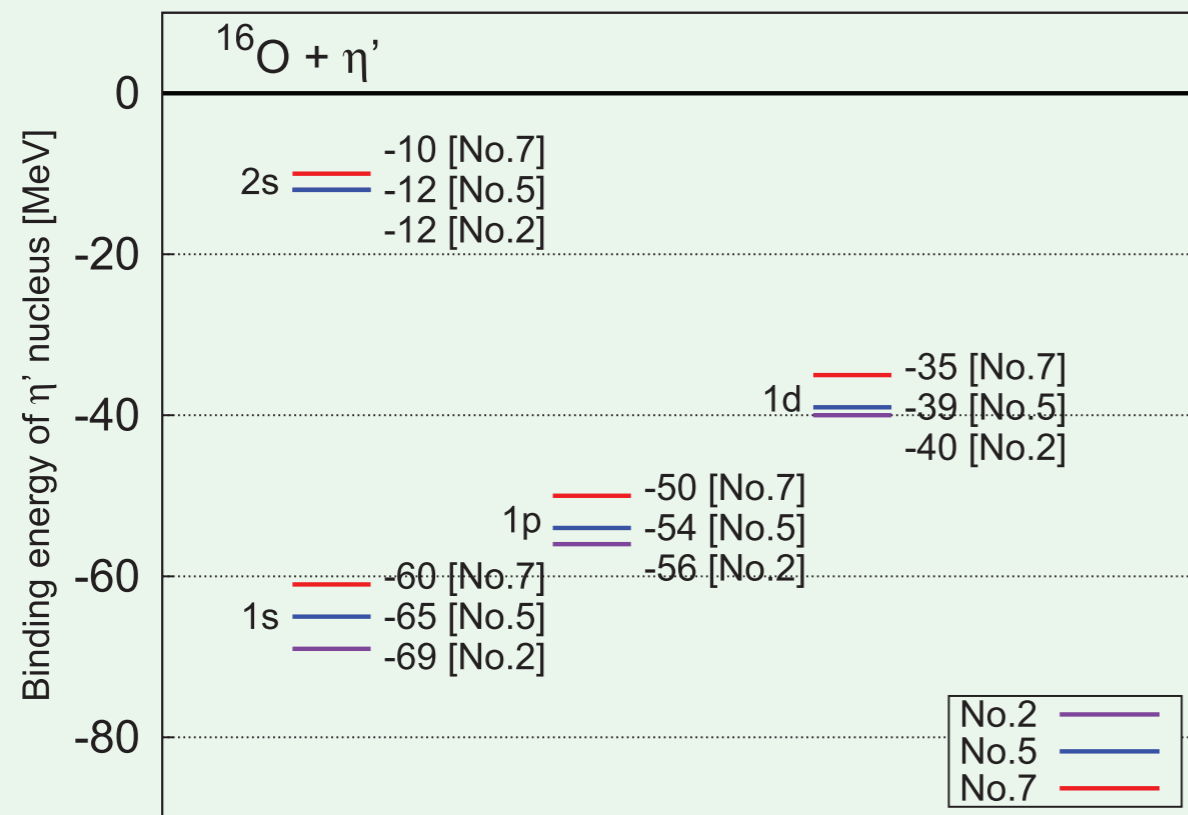 ¹⁶O + η’
Binding energy of η’ nucleus [MeV]
0
-20
-40
-60
-80
2s
-10 [No.7]
-12 [No.5]
-12 [No.2]
1d
-35 [No.7]
-39 [No.5]
-40 [No.2]
1p
-50 [No.7]
-54 [No.5]
-56 [No.2]
1s
-60 [No.7]
-65 [No.5]
-69 [No.2]
No.2
No.5
No.7